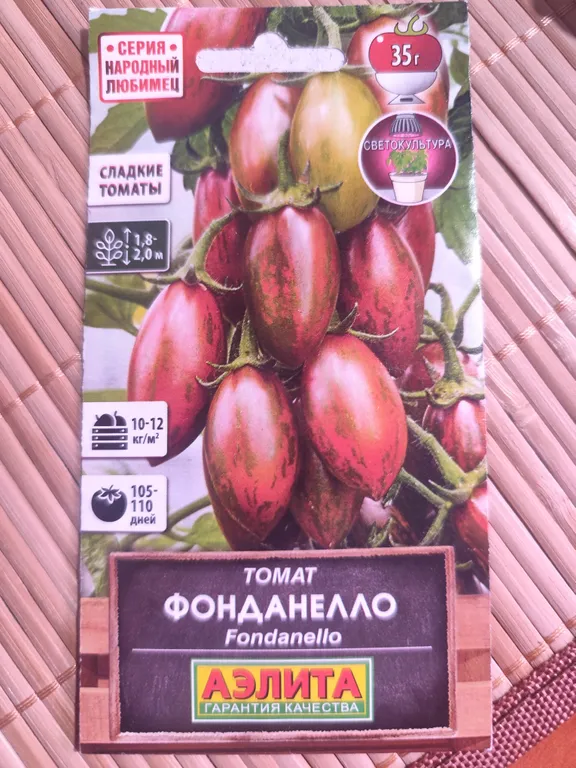 СЕРИЯ
НАРОДНЫЙ
ЛЮБИМЕЦ
35 г
СВЕТОКУЛЬТУРА
СЛАДКИЕ
ТОМАТЫ
1,8-
2,0 м
10-12
кг/м²
105-
110
дней
ТОМАТ
ФОНДАНЕЛЛО
Fondanello
АЭЛИТА
ГАРАНТИЯ КАЧЕСТВА